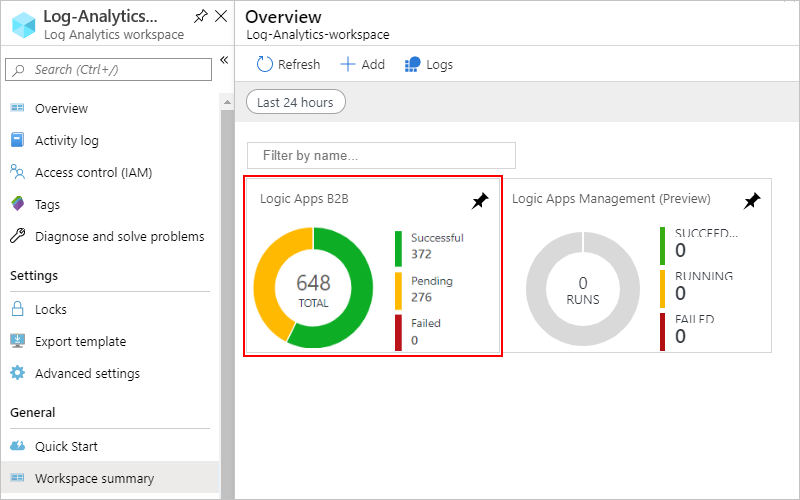 Log-Analytics...
Log Analytics workspace
Search (Ctrl+/)
Overview
Activity log
Access control (IAM)
Tags
Diagnose and solve problems
Settings
Locks
Export template
Advanced settings
General
Quick Start
Workspace summary
Overview
Log-Analytics-workspace
Refresh
Add
Logs
Last 24 hours
Filter by name...
Logic Apps B2B
648
TOTAL
Successful
372
Pending
276
Failed
0
Logic Apps Management (Preview)
0
RUNS
SUCCEED...
0
RUNNING
0
FAILED
0